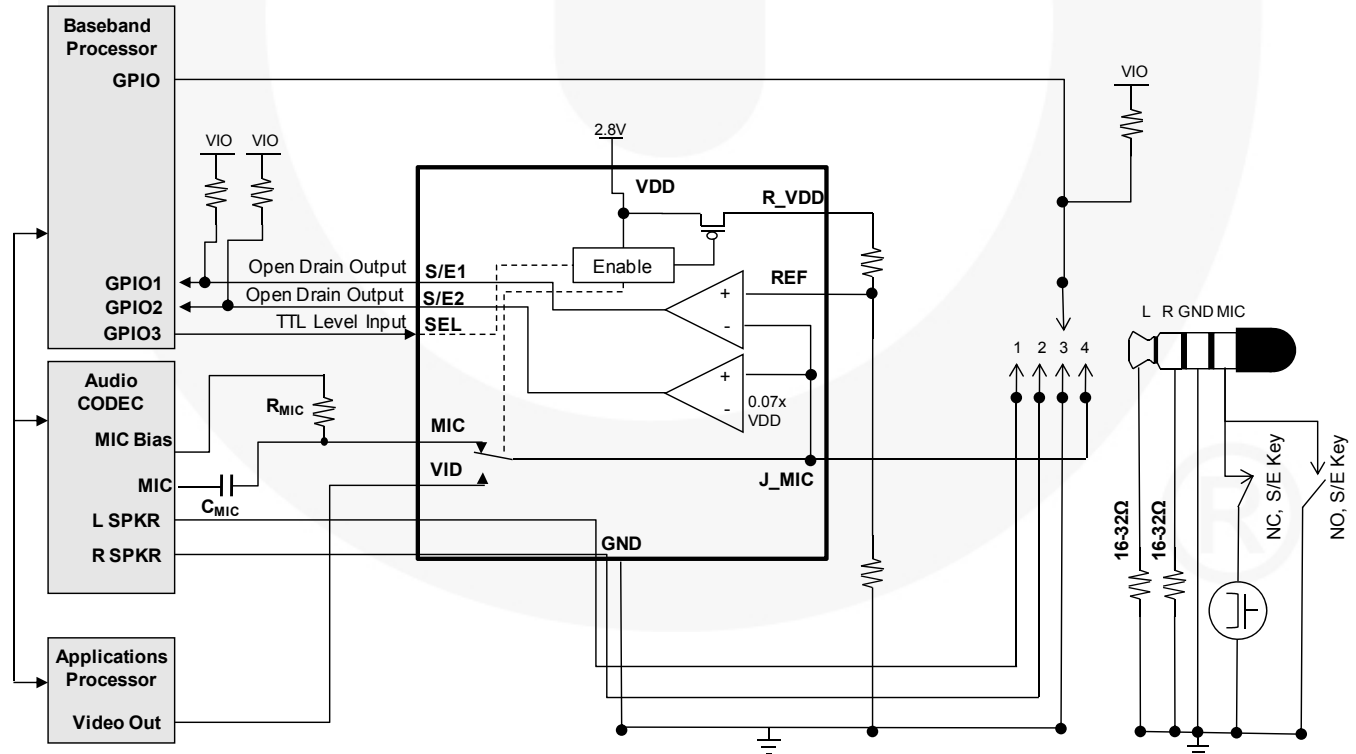 Baseband
Processor
GPIO
VIO
VIO VIO
2.8V
VDD
R_VDD
Enable
REF
+
-
+
-
0.07x
VDD
Open Drain Output
S/E1
GPIO1
Open Drain Output
S/E2
GPIO2
TTL Level Input
SEL
GPIO3
1 2 3 4
L R GND MIC
Audio
CODEC
RMIC
MIC Bias
MIC
VID
MIC
CMIC
J_MIC
L SPKR
R SPKR
GND
16-32Ω
16-32Ω
NC, S/E Key
NO, S/E Key
R
Applications
Processor
Video Out